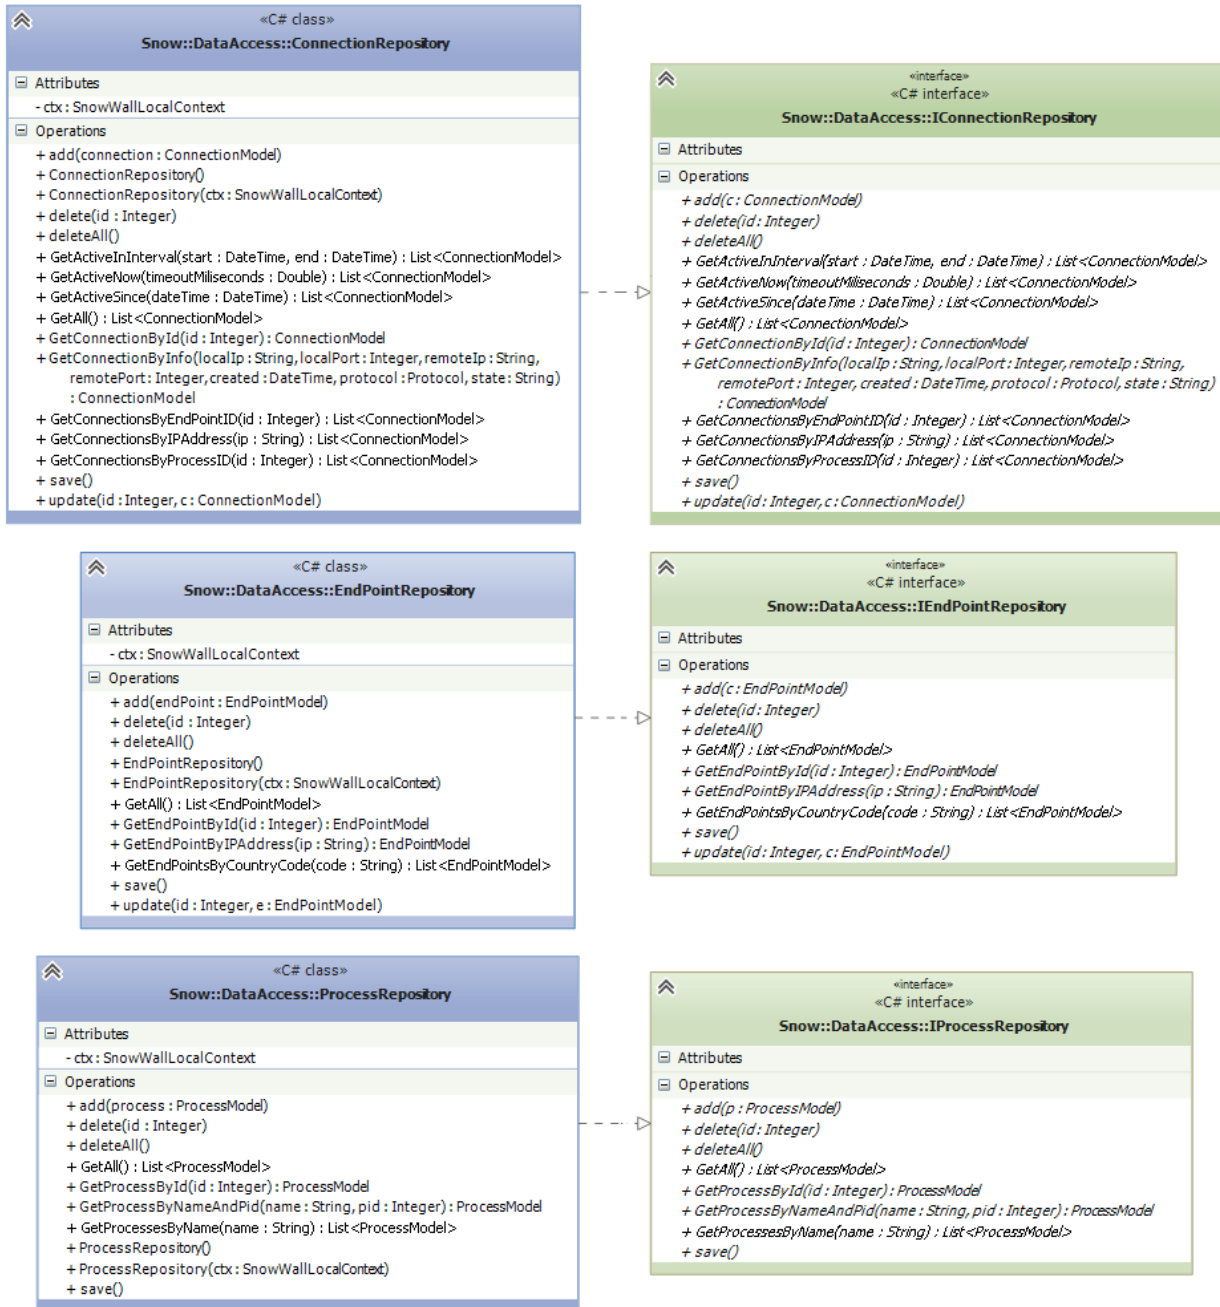 «C# class»
Snow::DataAccess::ConnectionRepository
Attributes
- ctx : SnowWallLocalContext
Operations
+ add(connection : ConnectionModel)
+ ConnectionRepository()
+ ConnectionRepository(ctx : SnowWallLocalContext)
+ delete(id : Integer)
+ deleteAll()
+ GetActiveInInterval(start : DateTime, end : DateTime) : List<ConnectionModel>
+ GetActiveNow(timeoutMiliseconds : Double) : List<ConnectionModel>
+ GetActiveSince(dateTime : DateTime) : List<ConnectionModel>
+ GetAll() : List<ConnectionModel>
+ GetConnectionById(id : Integer) : ConnectionModel
+ GetConnectionByInfo(localIp : String, localPort : Integer, remoteIp : String,
remotePort : Integer, created : DateTime, protocol : Protocol, state : String)
: ConnectionModel
+ GetConnectionsByEndPointID(id : Integer) : List<ConnectionModel>
+ GetConnectionsByIPAddress(ip : String) : List<ConnectionModel>
+ GetConnectionsByProcessID(id : Integer) : List<ConnectionModel>
+ save()
+ update(id : Integer, c : ConnectionModel)
«interface»
«C# interface»
Snow::DataAccess::IConnectionRepository
Attributes
Operations
+ add(c : ConnectionModel)
+ delete(id : Integer)
+ deleteAll()
+ GetActiveInInterval(start : DateTime, end : DateTime) : List<ConnectionModel>
+ GetActiveNow(timeoutMiliseconds : Double) : List<ConnectionModel>
+ GetActiveSince(dateTime : DateTime) : List<ConnectionModel>
+ GetAll() : List<ConnectionModel>
+ GetConnectionById(id : Integer) : ConnectionModel
+ GetConnectionByInfo(localIp : String, localPort : Integer, remoteIp : String,
remotePort : Integer, created : DateTime, protocol : Protocol, state : String)
: ConnectionModel
+ GetConnectionsByEndPointID(id : Integer) : List<ConnectionModel>
+ GetConnectionsByIPAddress(ip : String) : List<ConnectionModel>
+ GetConnectionsByProcessID(id : Integer) : List<ConnectionModel>
+ save()
+ update(id : Integer, c : ConnectionModel)
«C# class»
Snow::DataAccess::EndPointRepository
Attributes
- ctx : SnowWallLocalContext
Operations
+ add(endPoint : EndPointModel)
+ delete(id : Integer)
+ deleteAll()
+ EndPointRepository()
+ EndPointRepository(ctx : SnowWallLocalContext)
+ GetAll() : List<EndPointModel>
+ GetEndPointById(id : Integer) : EndPointModel
+ GetEndPointByIPAddress(ip : String) : EndPointModel
+ GetEndPointsByCountryCode(code : String) : List<EndPointModel>
+ save()
+ update(id : Integer, e : EndPointModel)
«interface»
«C# interface»
Snow::DataAccess::IEndPointRepository
Attributes
Operations
+ add(c : EndPointModel)
+ delete(id : Integer)
+ deleteAll()
+ GetAll() : List<EndPointModel>
+ GetEndPointById(id : Integer) : EndPointModel
+ GetEndPointByIPAddress(ip : String) : EndPointModel
+ GetEndPointsByCountryCode(code : String) : List<EndPointModel>
+ save()
+ update(id : Integer, c : EndPointModel)
«C# class»
Snow::DataAccess::ProcessRepository
Attributes
- ctx : SnowWallLocalContext
Operations
+ add(process : ProcessModel)
+ delete(id : Integer)
+ deleteAll()
+ GetAll() : List<ProcessModel>
+ GetProcessById(id : Integer) : ProcessModel
+ GetProcessByNameAndPid(name : String, pid : Integer) : ProcessModel
+ GetProcessesByName(name : String) : List<ProcessModel>
+ ProcessRepository()
+ ProcessRepository(ctx : SnowWallLocalContext)
+ save()
«interface»
«C# interface»
Snow::DataAccess::IProcessRepository
Attributes
Operations
+ add(p : ProcessModel)
+ delete(id : Integer)
+ deleteAll()
+ GetAll() : List<ProcessModel>
+ GetProcessById(id : Integer) : ProcessModel
+ GetProcessByNameAndPid(name : String, pid : Integer) : ProcessModel
+ GetProcessesByName(name : String) : List<ProcessModel>
+ save()